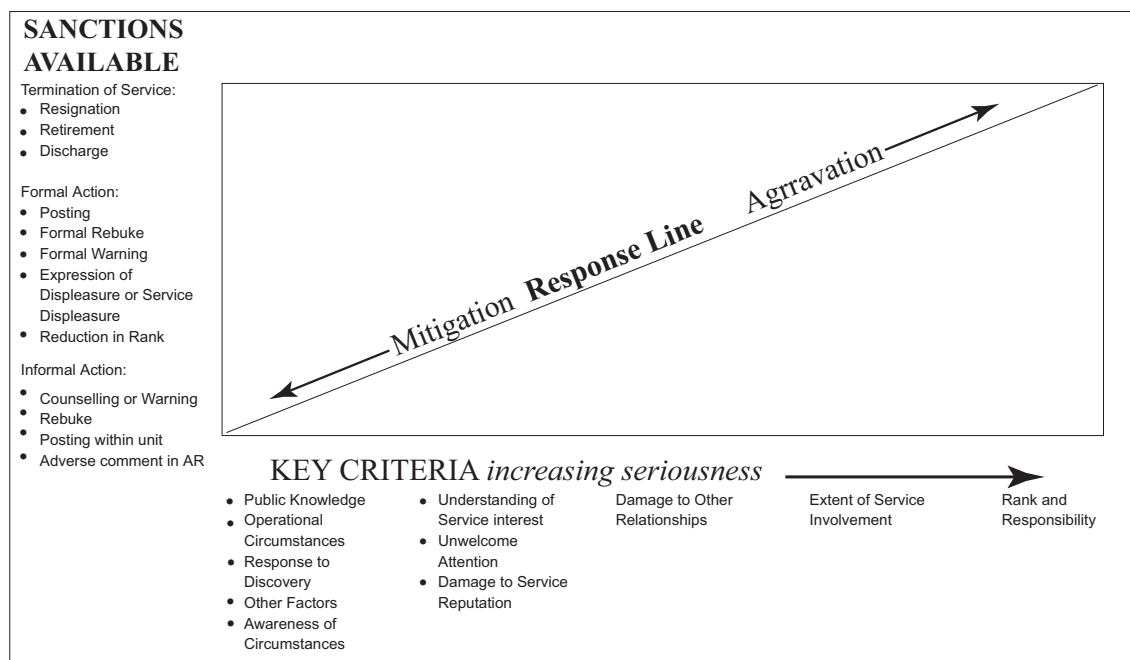 SANCTIONS
AVAILABLE
Termination of Service:
• Resignation
• Retirement
• Discharge
Formal Action:
• Posting
• Formal Rebuke
• Formal Warning
• Expression of
Displeasure or Service
Displeasure
• Reduction in Rank
Informal Action:
• Counselling or Warning
• Rebuke
• Posting within unit
• Adverse comment in AR
Mitigation Response Line Agrravation
KEY CRITERIA increasing seriousness
• Public Knowledge
• Operational
Circumstances
• Response to
Discovery
• Other Factors
• Awareness of
Circumstances
• Understanding of
Service interest
• Unwelcome
Attention
• Damage to Service
Reputation
Damage to Other
Relationships
Extent of Service
Involvement
Rank and
Responsibility